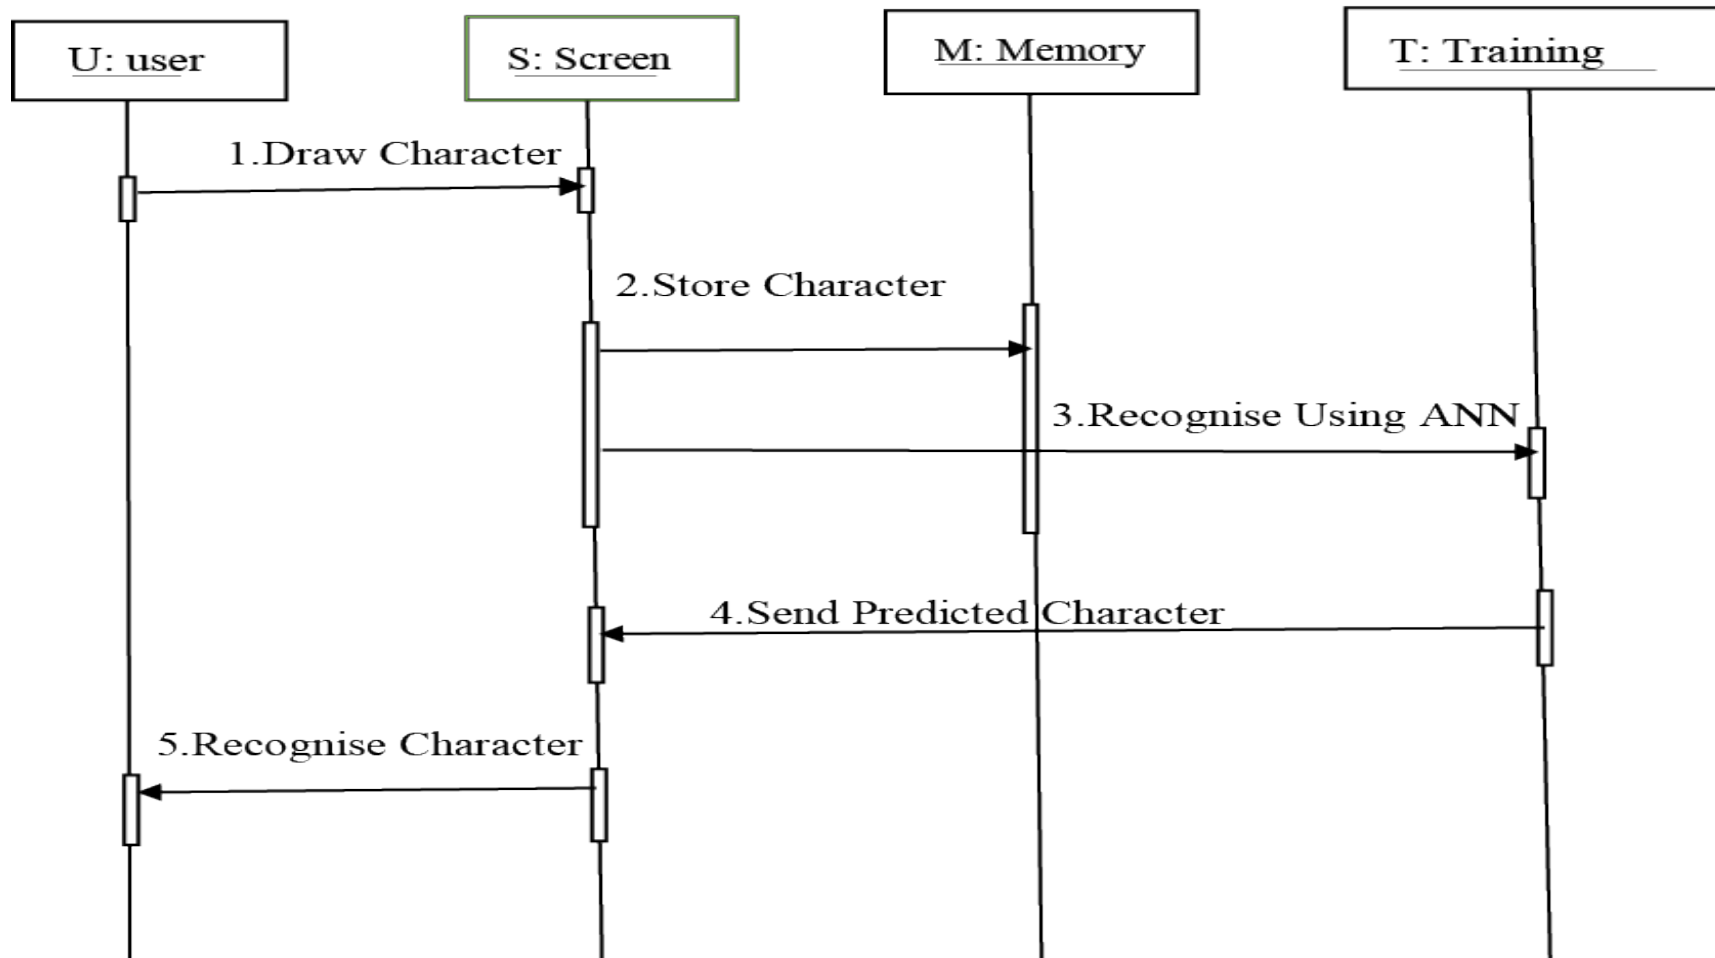 U: user
S: Screen
M: Memory
T: Training
1.Draw Character
2.Store Character
3.Recognise Using ANN
4.Send Predicted Character
5.Recognise Character